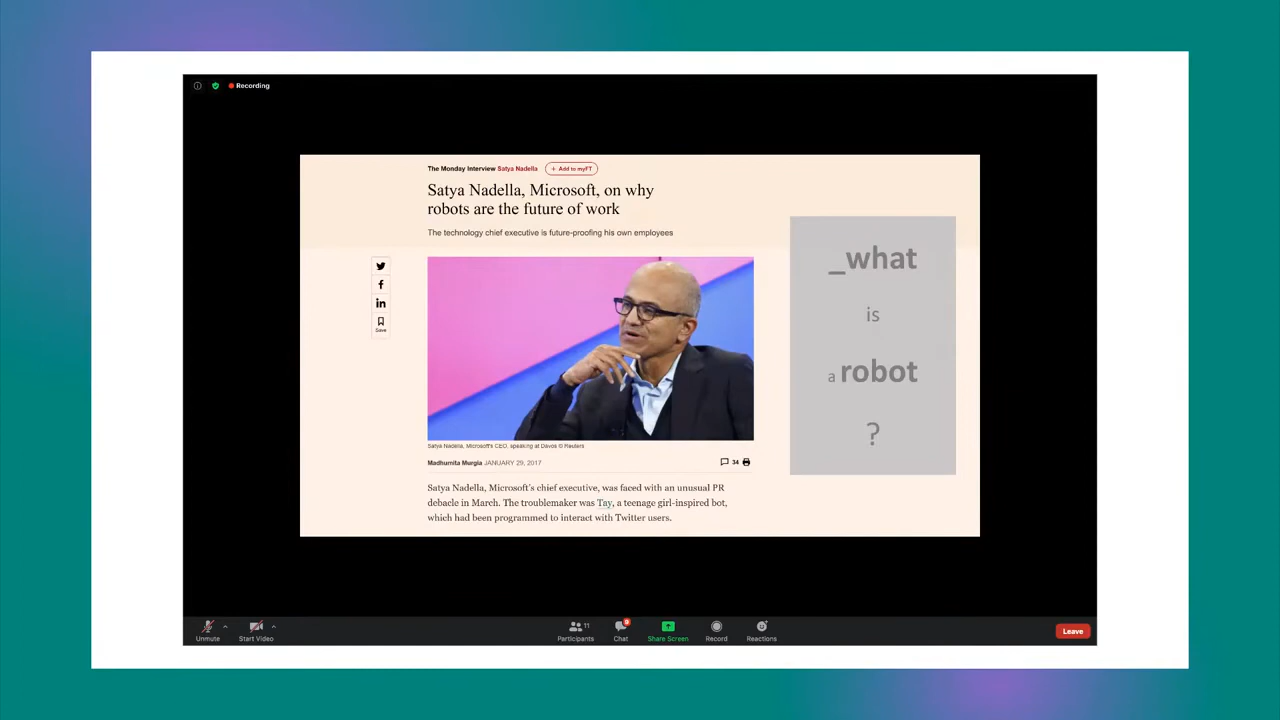 Recording
The Monday Interview Satya Nadella + Add to myFT
Satya Nadella, Microsoft, on why
robots are the future of work
The technology chief executive is future-proofing his own employees
Save
Satya Nadella, Microsoft's CEO, speaking at Davos © Reuters
Madhumita Murgia JANUARY 29, 2017
34
Satya Nadella, Microsoft's chief executive, was faced with an unusual PR
debacle in March. The troublemaker was Tay, a teenage girl-inspired bot,
which had been programmed to interact with Twitter users.
_what
is
a robot
?
Unmute
Start Video
Participants
11
Chat
9
Share Screen
Record
Reactions
Leave